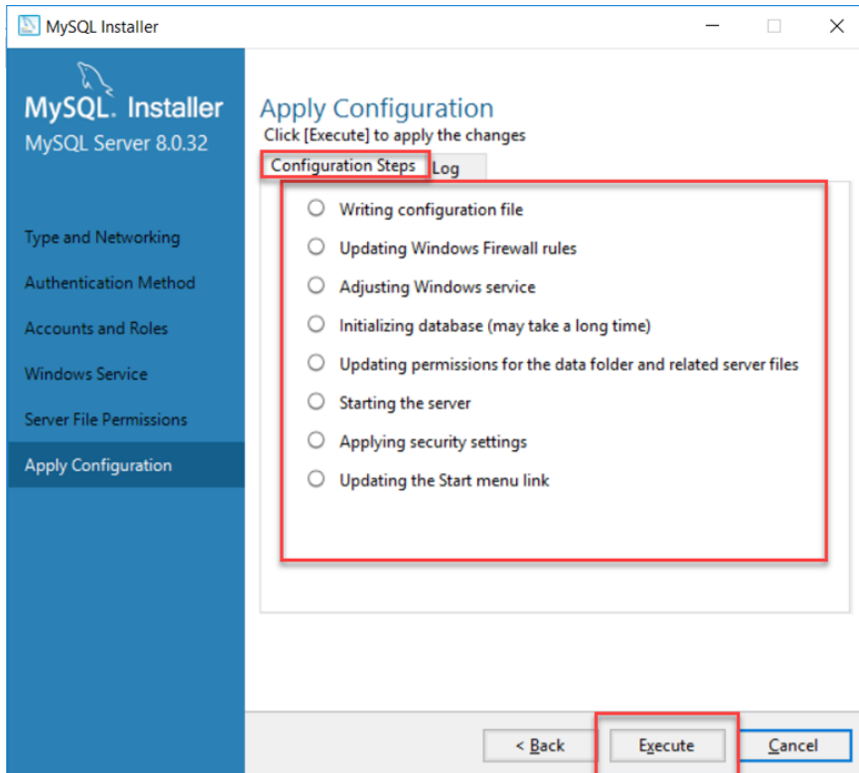 MySQL Installer
MySQL. Installer
MySQL Server 8.0.32
Type and Networking
Authentication Method
Accounts and Roles
Windows Service
Server File Permissions
Apply Configuration
Apply Configuration
Click [Execute] to apply the changes
Configuration Steps Log
Writing configuration file
Updating Windows Firewall rules
Adjusting Windows service
Initializing database (may take a long time)
Updating permissions for the data folder and related server files
Starting the server
Applying security settings
Updating the Start menu link
< Back Execute Cancel